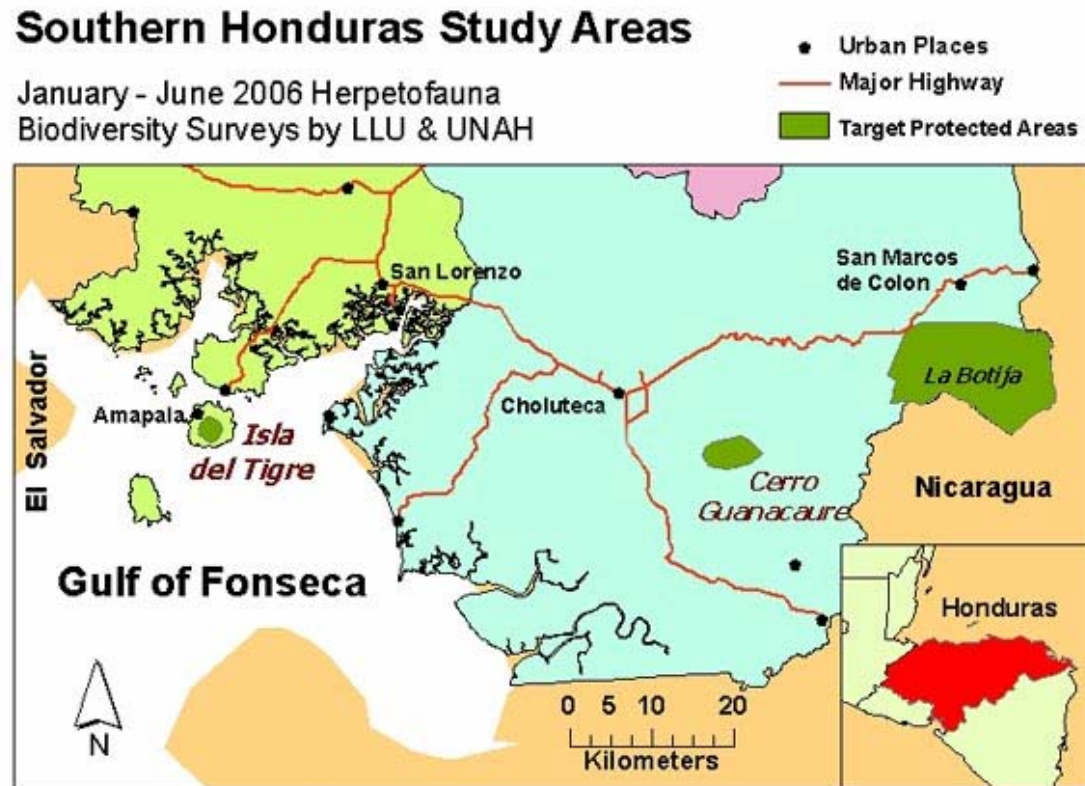 Southern Honduras Study Areas
January - June 2006 Herpetofauna
Biodiversity Surveys by LLU & UNAH
Urban Places
Major Highway
Target Protected Areas
San Lorenzo
San Marcos
de Colon
La Botija
El Salvador
Amapala
Isla
del Tigre
Choluteca
Cerro
Guanacaure
Nicaragua
Gulf of Fonseca
Honduras
N
0 5 10 20
Kilometers